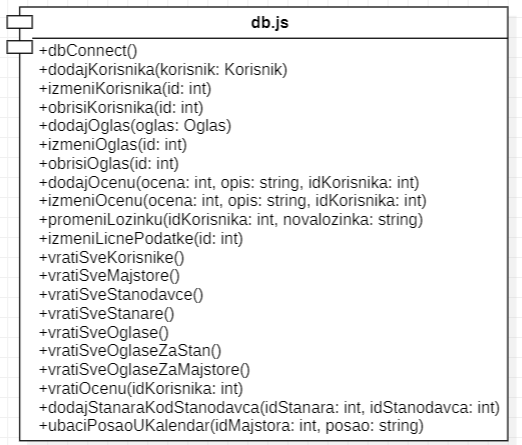 db.js
+dbConnect()
+dodajKorisnika(korisnik: Korisnik)
+izmeniKorisnika(id: int)
+obrisiKorisnika(id: int)
+dodajOglas(oglas: Oglas)
+izmeniOglas(id: int)
+obrisiOglas(id: int)
+dodajOcenu(ocena: int, opis: string, idKorisnika: int)
+izmeniOcenu(ocena: int, opis: string, idKorisnika: int)
+promeniLozinku(idKorisnika: int, novalozinka: string)
+izmeniLicnePodatke(id: int)
+vratiSveKorisnike()
+vratiSveMajstore()
+vratiSveStanodavce()
+vratiSveStanare()
+vratiSveOglase()
+vratiSveOglaseZaStan()
+vratiSveOglaseZaMajstore()
+vratiOcenu(idKorisnika: int)
+dodajStanaraKodStanodavca(idStanara: int, idStanodavca: int)
+ubaciPosaoUKalendar(idMajstora: int, posao: string)